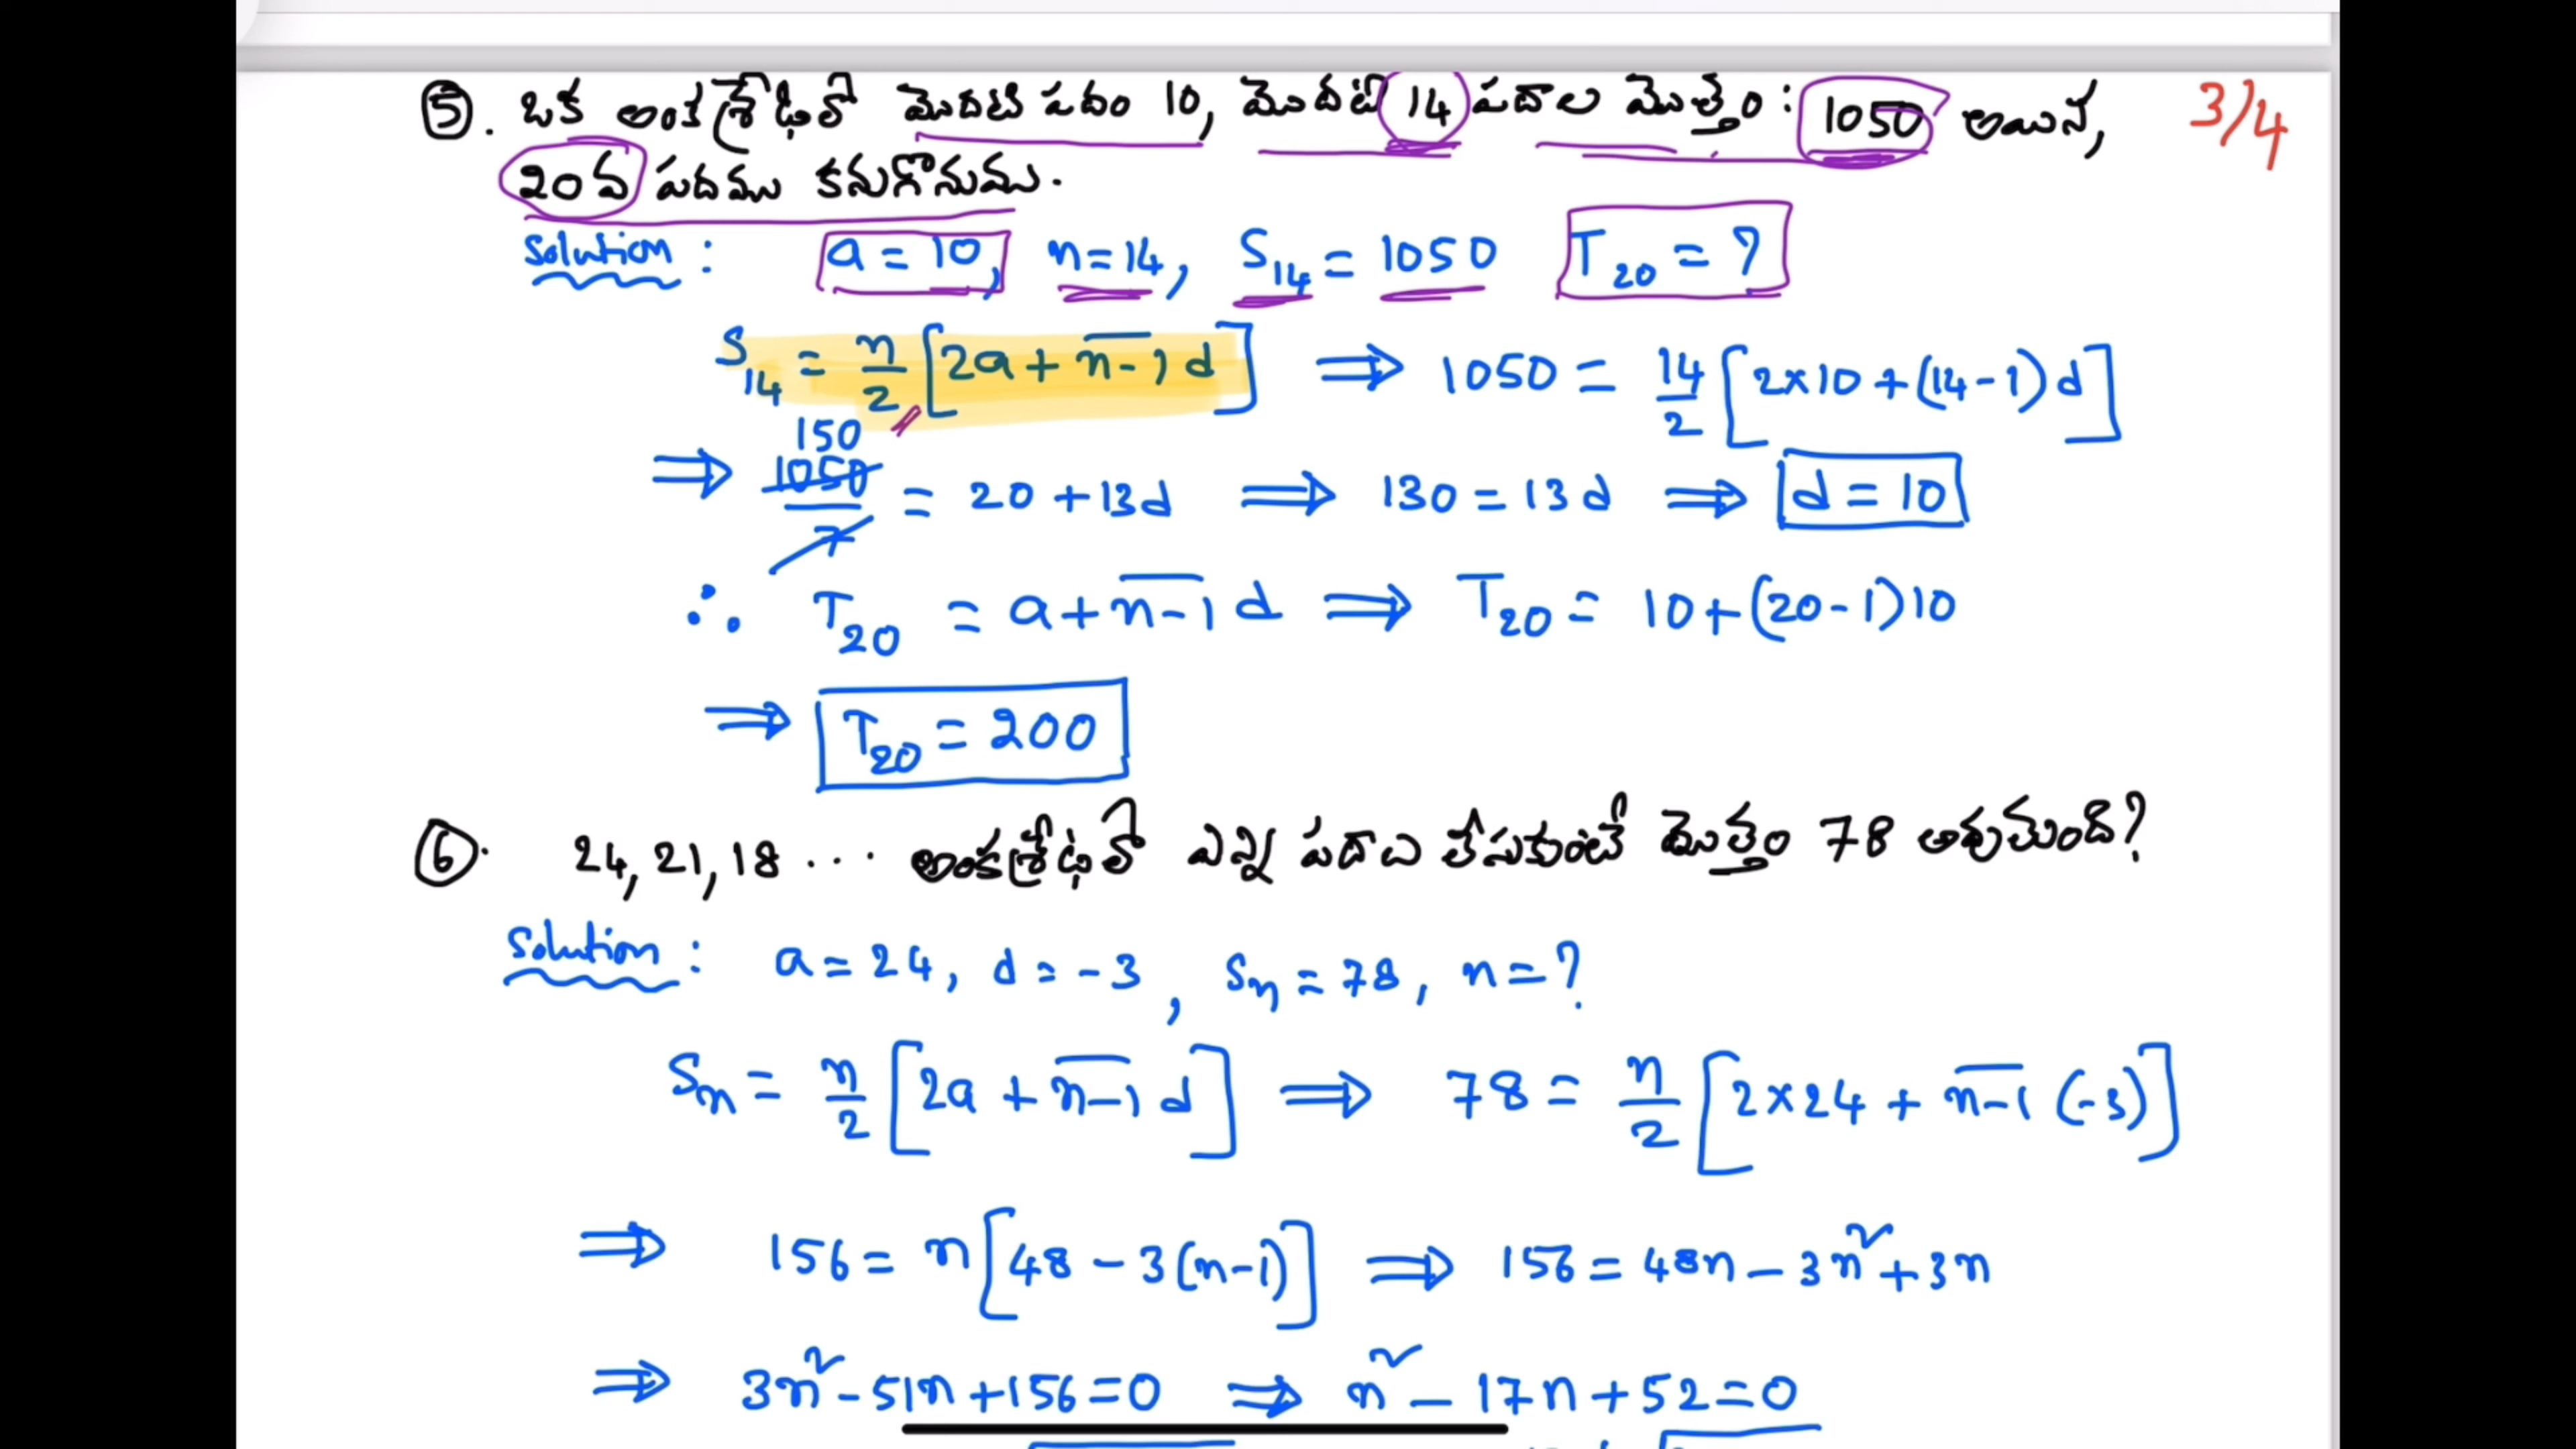 ⑤. ఒక అంకశ్రేఢిలో మొదటి పదం 10, మొదటి 14 పదాల మొత్తం : 1050 అయిన, 3/4
20వ పదము కనుగొనుము.
Solution : a = 10, n = 14, S₁₄ = 1050 T₂₀ = ?
S₁₄ = n/2 [2a + n-1 d] ⟹ 1050 = 14/2 [2×10 + (14-1)d]
150
⟹ 1050/7 = 20 + 13d ⟹ 130 = 13d ⟹ d = 10
∴ T₂₀ = a + n-1 d ⟹ T₂₀ = 10 + (20-1)10
⟹ T₂₀ = 200
⑥. 24, 21, 18 ... అంకశ్రేఢిలో ఎన్ని పదాలు తీసుకుంటే మొత్తం 78 అవుతుంది?
Solution : a = 24, d = -3, Sₙ = 78, n = ?
Sₙ = n/2 [2a + n-1 d] ⟹ 78 = n/2 [2×24 + n-1 (-3)]
⟹ 156 = n[48 - 3(n-1)] ⟹ 156 = 48n - 3n² + 3n
⟹ 3n² - 51n + 156 = 0 ⟹ n² - 17n + 52 = 0